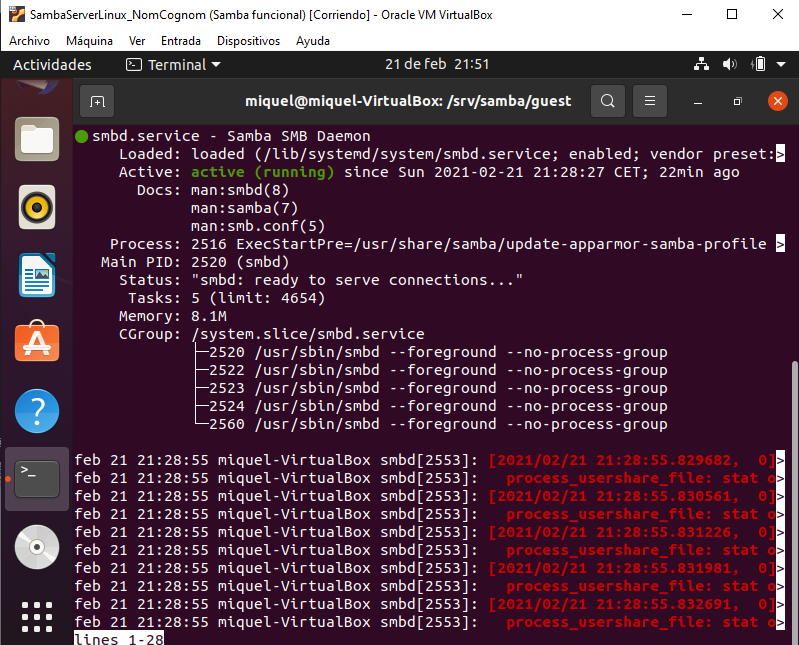 SambaServerLinux_NomCognom (Samba funcional) [Corriendo] - Oracle VM VirtualBox
Archivo Máquina Ver Entrada Dispositivos Ayuda
Actividades Terminal 21 de feb 21:51
miquel@miquel-VirtualBox: /srv/samba/guest
smbd.service - Samba SMB Daemon
Loaded: loaded (/lib/systemd/system/smbd.service; enabled; vendor preset:>
Active: active (running) since Sun 2021-02-21 21:28:27 CET; 22min ago
Docs: man:smbd(8)
man:samba(7)
man:smb.conf(5)
Process: 2516 ExecStartPre=/usr/share/samba/update-apparmor-samba-profile >
Main PID: 2520 (smbd)
Status: "smbd: ready to serve connections..."
Tasks: 5 (limit: 4654)
Memory: 8.1M
CGroup: /system.slice/smbd.service
├─2520 /usr/sbin/smbd --foreground --no-process-group
├─2522 /usr/sbin/smbd --foreground --no-process-group
├─2523 /usr/sbin/smbd --foreground --no-process-group
├─2524 /usr/sbin/smbd --foreground --no-process-group
└─2560 /usr/sbin/smbd --foreground --no-process-group
feb 21 21:28:55 miquel-VirtualBox smbd[2553]: [2021/02/21 21:28:55.829682, 0]>
feb 21 21:28:55 miquel-VirtualBox smbd[2553]: process_usershare_file: stat o>
feb 21 21:28:55 miquel-VirtualBox smbd[2553]: [2021/02/21 21:28:55.830561, 0]>
feb 21 21:28:55 miquel-VirtualBox smbd[2553]: process_usershare_file: stat o>
feb 21 21:28:55 miquel-VirtualBox smbd[2553]: [2021/02/21 21:28:55.831226, 0]>
feb 21 21:28:55 miquel-VirtualBox smbd[2553]: process_usershare_file: stat o>
feb 21 21:28:55 miquel-VirtualBox smbd[2553]: [2021/02/21 21:28:55.831981, 0]>
feb 21 21:28:55 miquel-VirtualBox smbd[2553]: process_usershare_file: stat o>
feb 21 21:28:55 miquel-VirtualBox smbd[2553]: [2021/02/21 21:28:55.832691, 0]>
feb 21 21:28:55 miquel-VirtualBox smbd[2553]: process_usershare_file: stat o>
lines 1-28